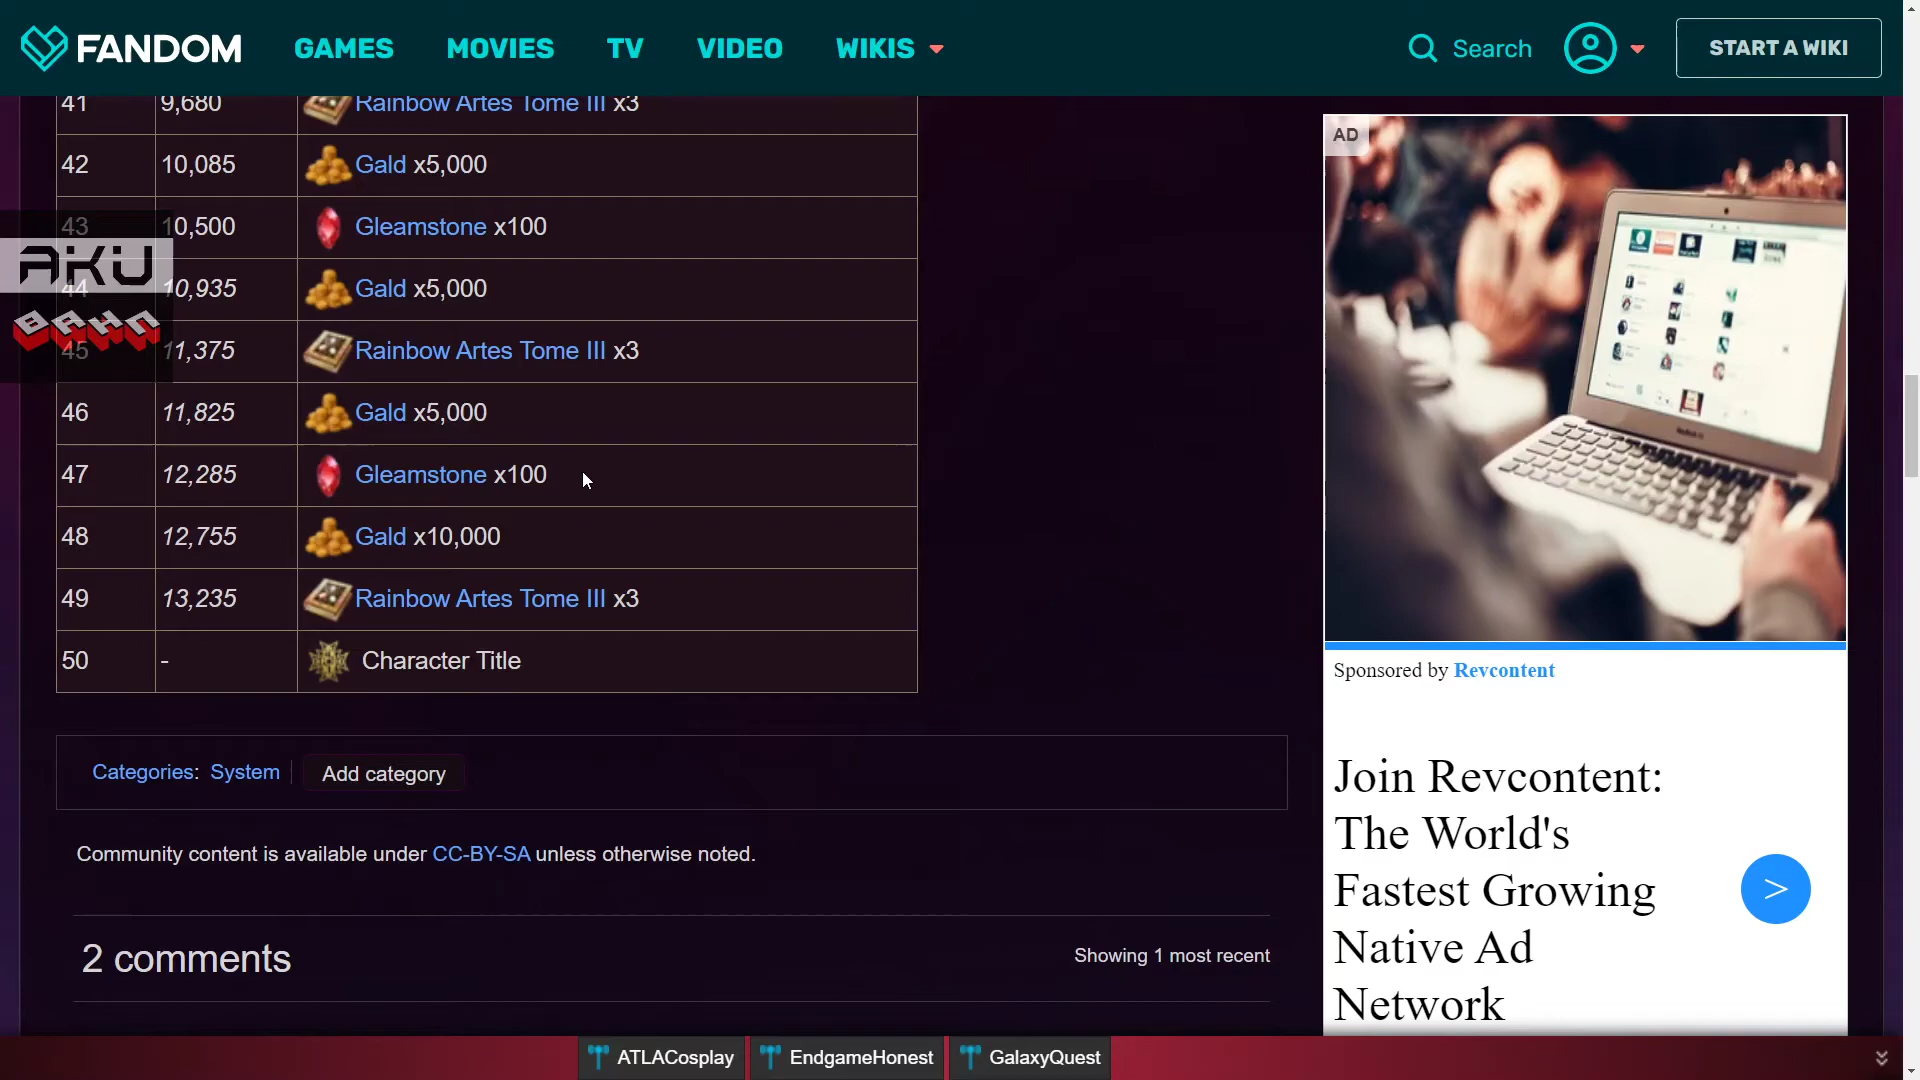 FANDOM GAMES MOVIES TV VIDEO WIKIS Search START A WIKI
41 9,680 Rainbow Artes Tome III x3
42 10,085 Gald x5,000
43 10,500 Gleamstone x100
44 10,935 Gald x5,000
45 11,375 Rainbow Artes Tome III x3
46 11,825 Gald x5,000
47 12,285 Gleamstone x100
48 12,755 Gald x10,000
49 13,235 Rainbow Artes Tome III x3
50 - Character Title
AKU
BAHN
Categories: System Add category
Community content is available under CC-BY-SA unless otherwise noted.
2 comments Showing 1 most recent
AD
Sponsored by Revcontent
Join Revcontent:
The World's
Fastest Growing
Native Ad
Network
>
ATLACosplay EndgameHonest GalaxyQuest